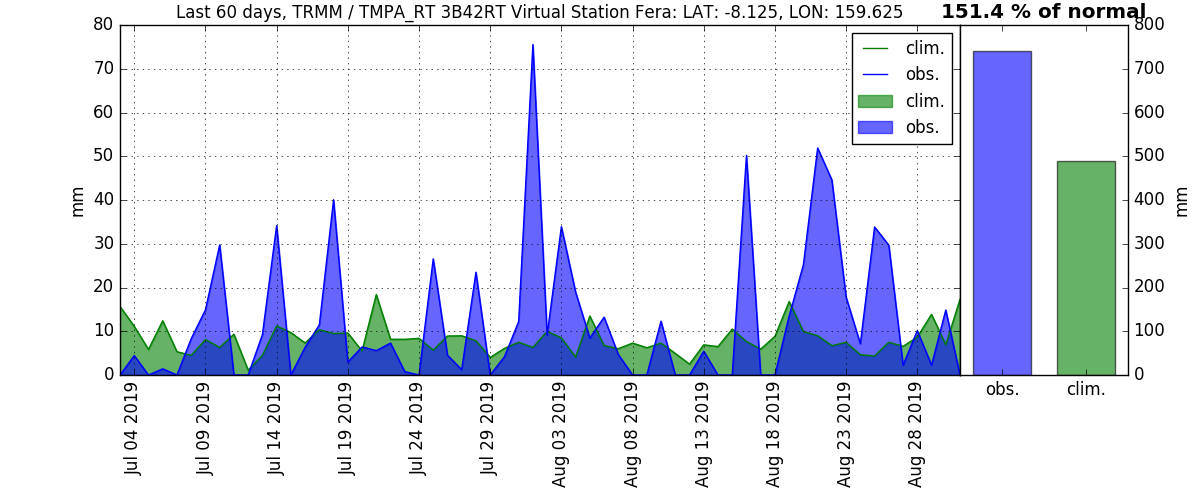 Last 60 days, TRMM / TMPA_RT 3B42RT Virtual Station Fera: LAT: -8.125, LON: 159.625
151.4 % of normal
80
70
60
50
40
30
20
10
0
mm
clim.
obs.
clim.
obs.
Jul 04 2019
Jul 09 2019
Jul 14 2019
Jul 19 2019
Jul 24 2019
Jul 29 2019
Aug 03 2019
Aug 08 2019
Aug 13 2019
Aug 18 2019
Aug 23 2019
Aug 28 2019
800
700
600
500
400
300
200
100
0
mm
obs.
clim.